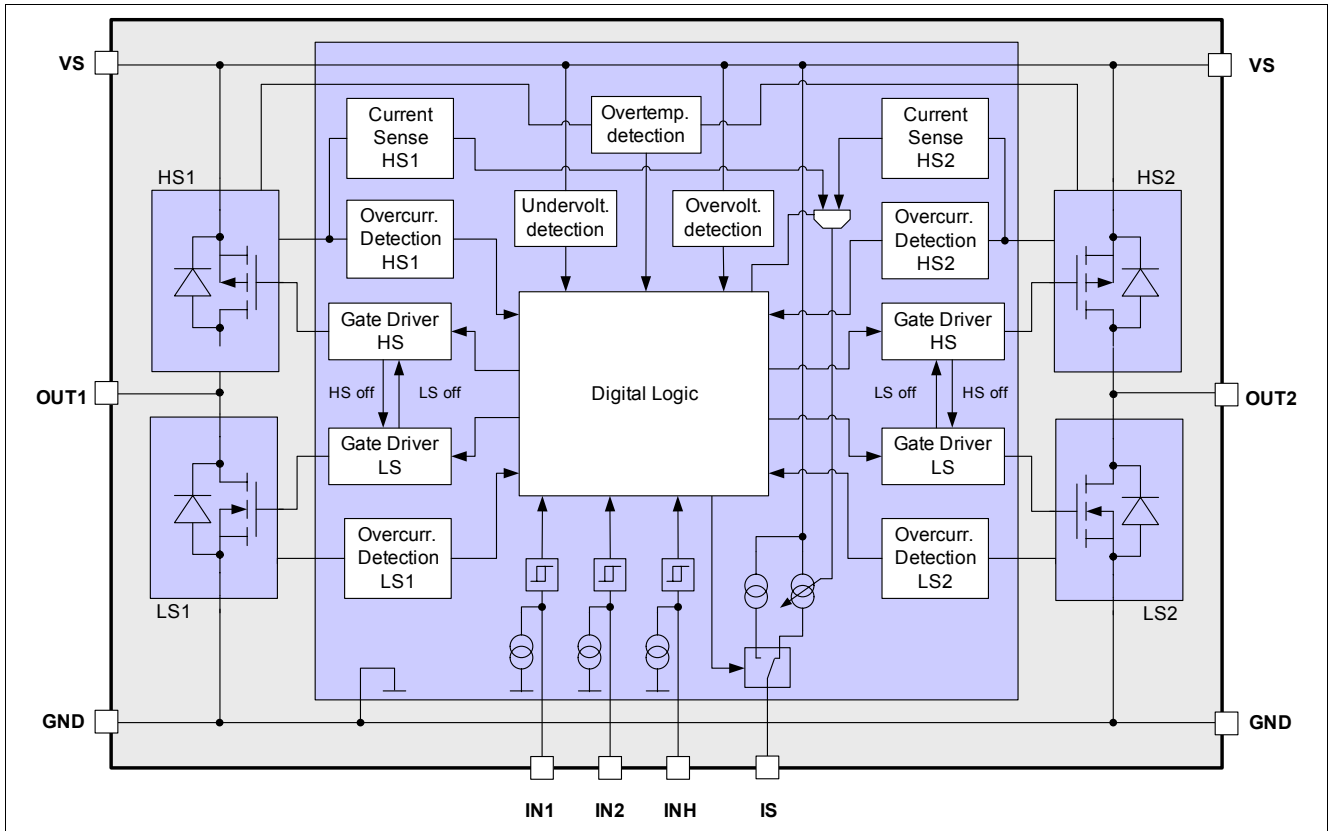 VS
VS
Current
Sense
HS1
Overtemp.
detection
Current
Sense
HS2
HS1
HS2
Undervolt.
detection
Overvolt.
detection
Overcurr.
Detection
HS1
Overcurr.
Detection
HS2
Gate Driver
HS
Gate Driver
HS
OUT1
HS off
LS off
Digital Logic
LS off
HS off
OUT2
Gate Driver
LS
Gate Driver
LS
Overcurr.
Detection
LS1
Overcurr.
Detection
LS2
LS1
LS2
GND
GND
IN1
IN2
INH
IS